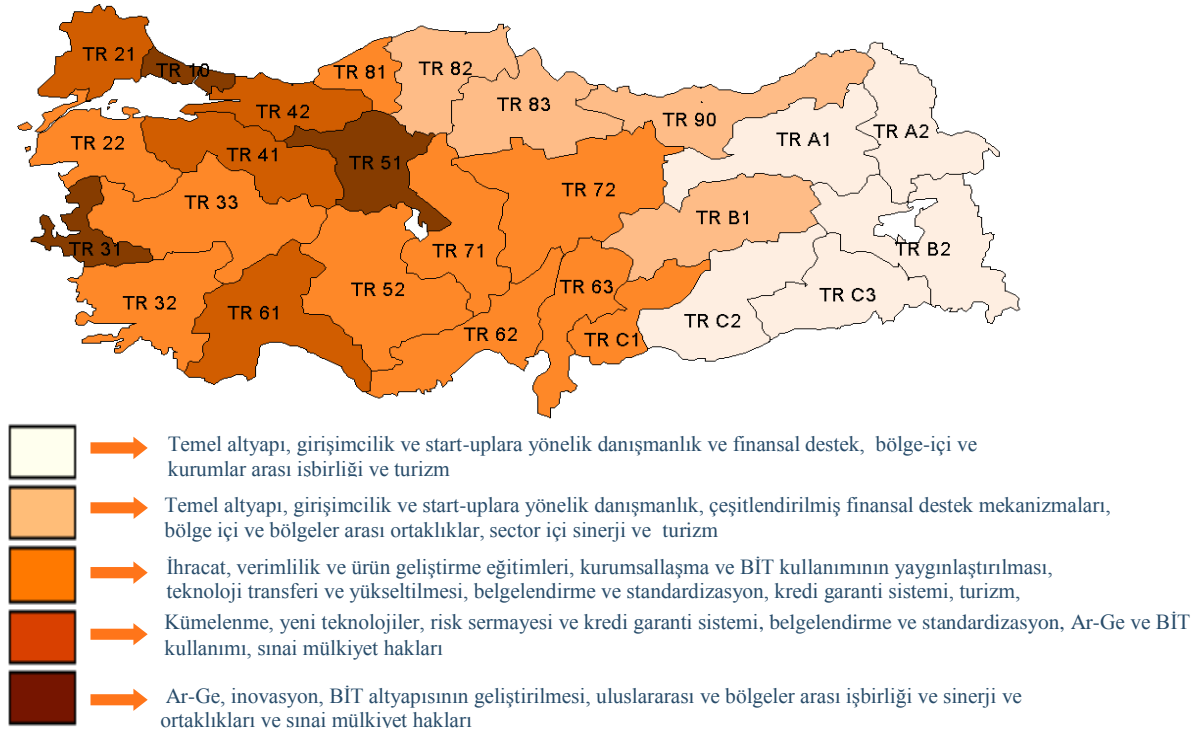 TR 21
TR 10
TR 81
TR 82
TR 42
TR 83
TR 90
TR A1
TR A2
TR 22
TR 41
TR 51
TR 33
TR 72
TR B1
TR 31
TR 71
TR B2
TR 32
TR 61
TR 52
TR 63
TR C3
TR C2
TR 62
TR C1
Temel altyapı, girişimcilik ve start-uplara yönelik danışmanlık ve finansal destek, bölge-içi ve
kurumlar arası isbirliği ve turizm
Temel altyapı, girişimcilik ve start-uplara yönelik danışmanlık, çeşitlendirilmiş finansal destek mekanizmaları,
bölge içi ve bölgeler arası ortaklıklar, sector içi sinerji ve turizm
İhracat, verimlilik ve ürün geliştirme eğitimleri, kurumsallaşma ve BİT kullanımının yaygınlaştırılması,
teknoloji transferi ve yükseltilmesi, belgelendirme ve standardizasyon, kredi garanti sistemi, turizm,
Kümelenme, yeni teknolojiler, risk sermayesi ve kredi garanti sistemi, belgelendirme ve standardizasyon, Ar-Ge ve BİT
kullanımı, sınai mülkiyet hakları
Ar-Ge, inovasyon, BİT altyapısının geliştirilmesi, uluslararası ve bölgeler arası işbirliği ve sinerji ve
ortaklıkları ve sınai mülkiyet hakları